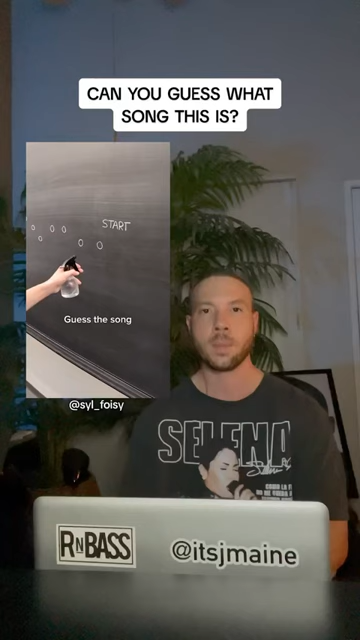 CAN YOU GUESS WHAT
SONG THIS IS?
START
Guess the song
@syl_foisy
SELENA
RNBASS
@itsjmaine